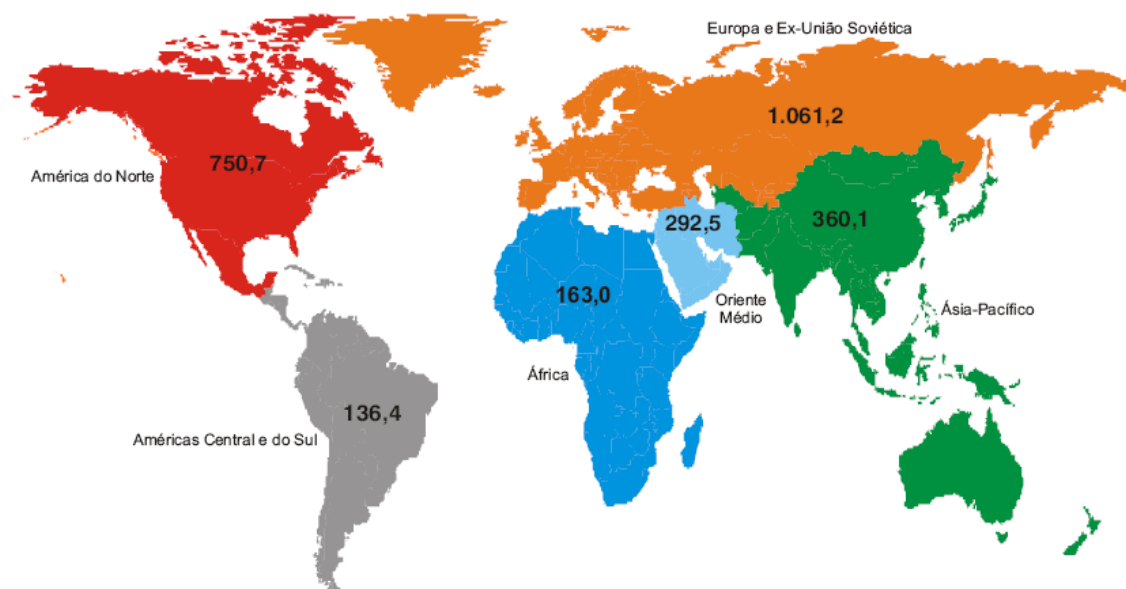 Europa e Ex-União Soviética
1.061,2
750,7
América do Norte
292,5
360,1
163,0
Oriente
Médio
Ásia-Pacífico
África
136,4
Américas Central e do Sul